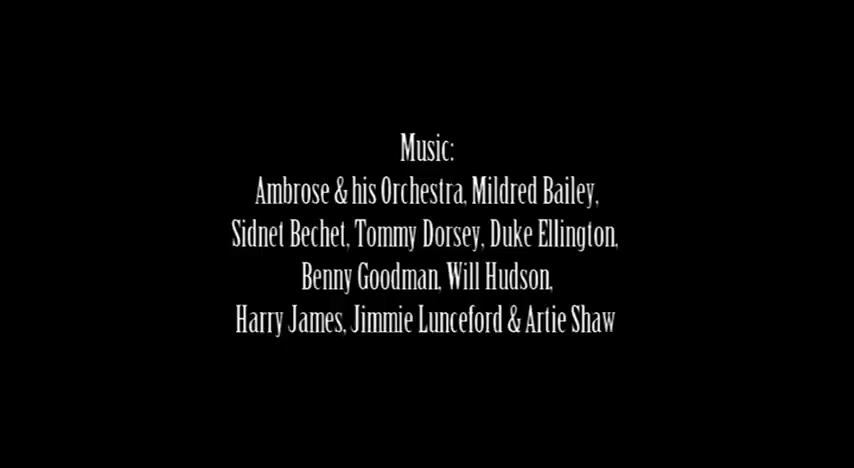 Music:
Ambrose & his Orchestra, Mildred Bailey,
Sidnet Bechet, Tommy Dorsey, Duke Ellington,
Benny Goodman, Will Hudson,
Harry James, Jimmie Lunceford & Artie Shaw